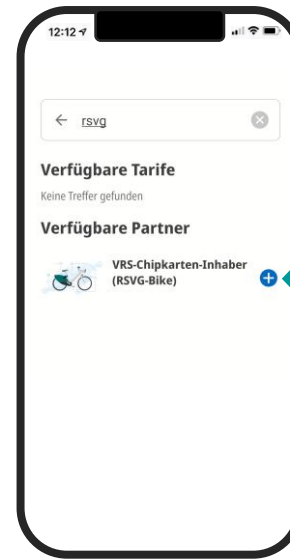 12:12
rsvg
Verfügbare Tarife
Keine Treffer gefunden
Verfügbare Partner
VRS-Chipkarten-Inhaber
(RSVG-Bike)